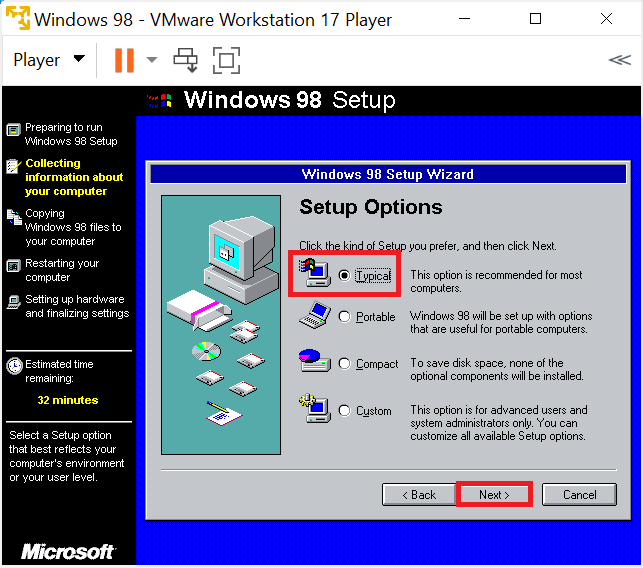 Windows 98 - VMware Workstation 17 Player
Player
Windows 98 Setup
Preparing to run
Windows 98 Setup
Collecting
information about
your computer
Copying
Windows 98 files to
your computer
Restarting your
computer
Setting up hardware
and finalizing settings
Estimated time
remaining:
32 minutes
Select a Setup option
that best reflects your
computer's environment
or your user level.
Microsoft
Windows 98 Setup Wizard
Setup Options
Click the kind of Setup you prefer, and then click Next.
Typical
This option is recommended for most
computers.
Portable
Windows 98 will be set up with options
that are useful for portable computers.
Compact
To save disk space, none of the
optional components will be installed.
Custom
This option is for advanced users and
system administrators only. You can
customize all available Setup options.
< Back
Next >
Cancel